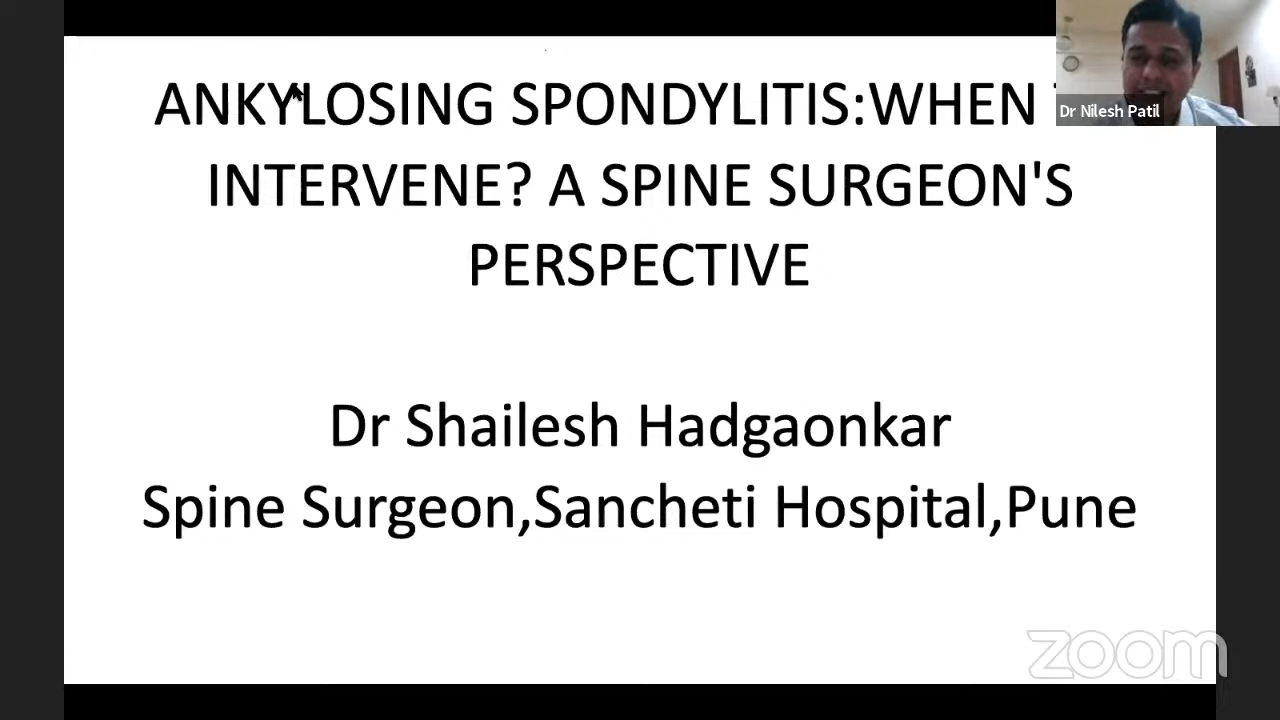 ANKYLOSING SPONDYLITIS:WHEN
INTERVENE? A SPINE SURGEON'S
PERSPECTIVE
Dr Shailesh Hadgaonkar
Spine Surgeon,Sancheti Hospital,Pune
Dr Nilesh Patil
zoom